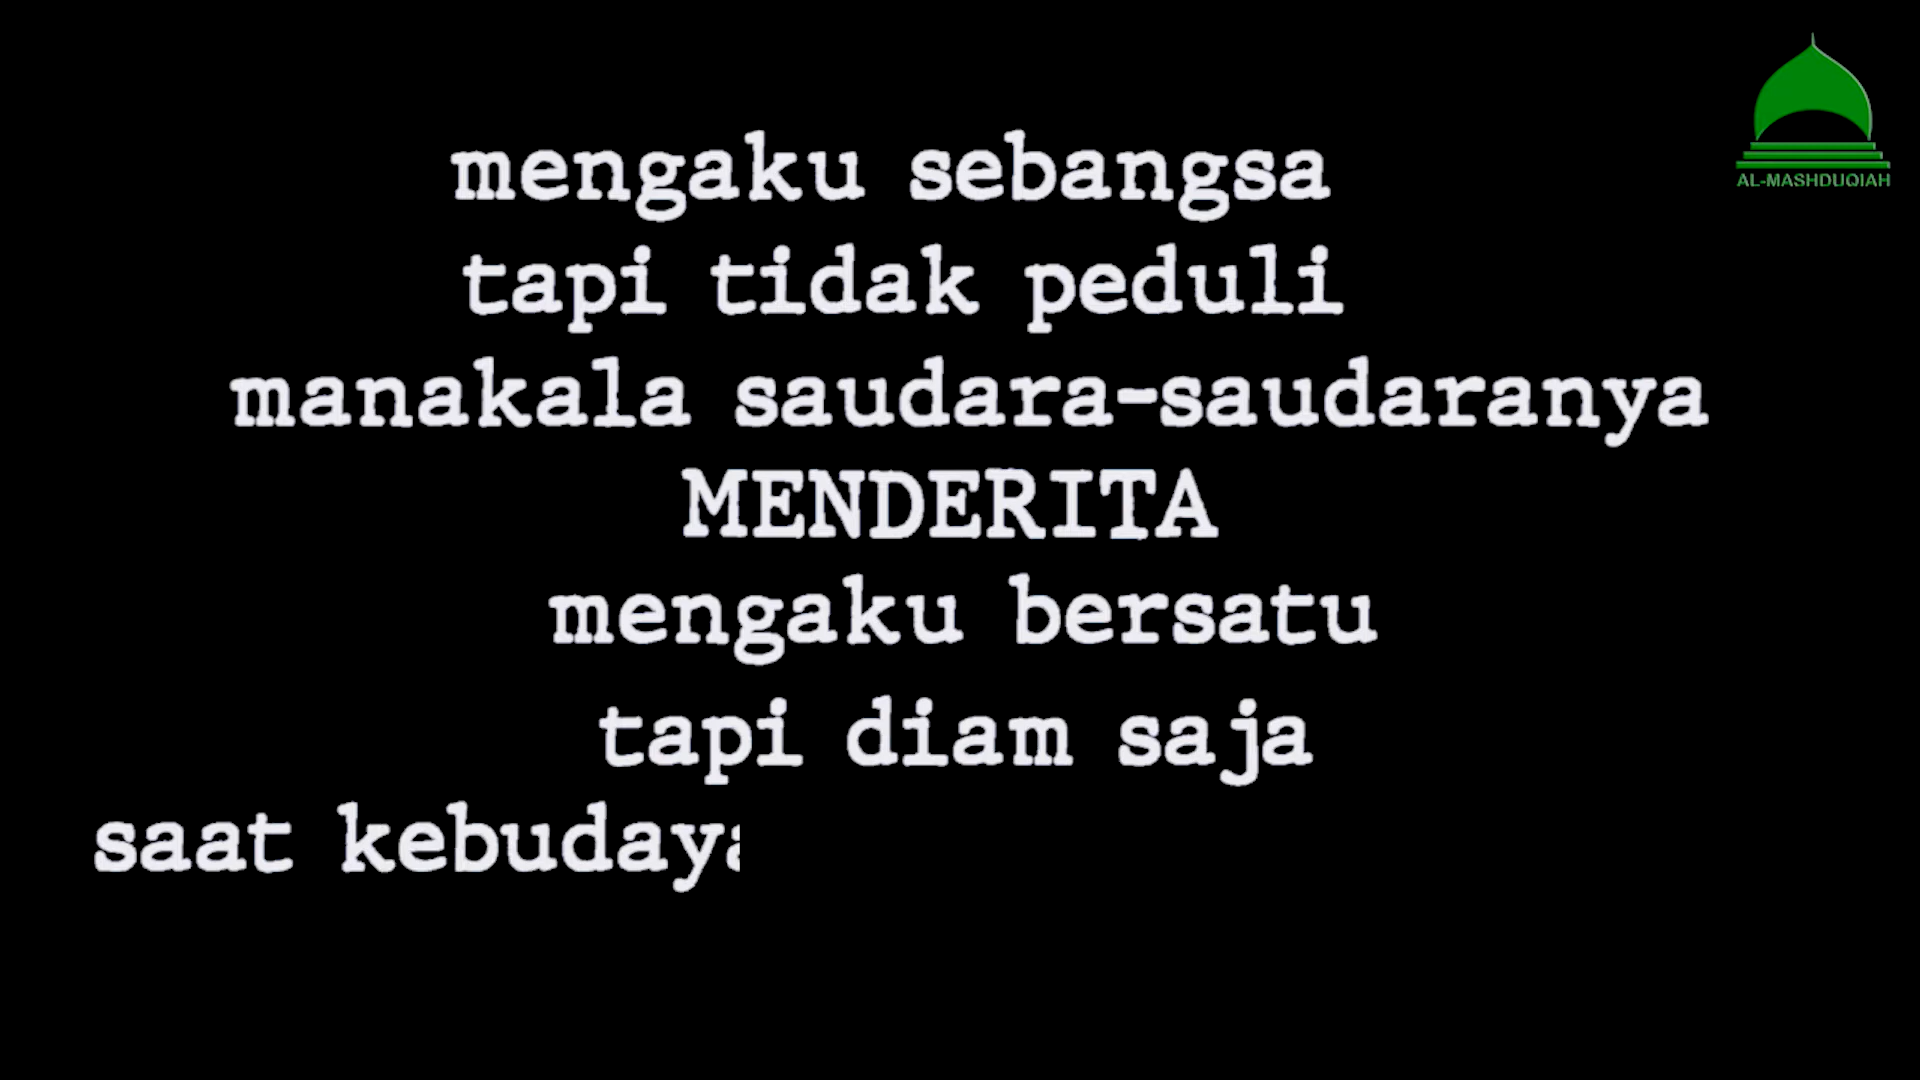 AL-MASHDUQIAH
mengaku sebangsa
tapi tidak peduli
manakala saudara-saudaranya
MENDERITA
mengaku bersatu
tapi diam saja
saat